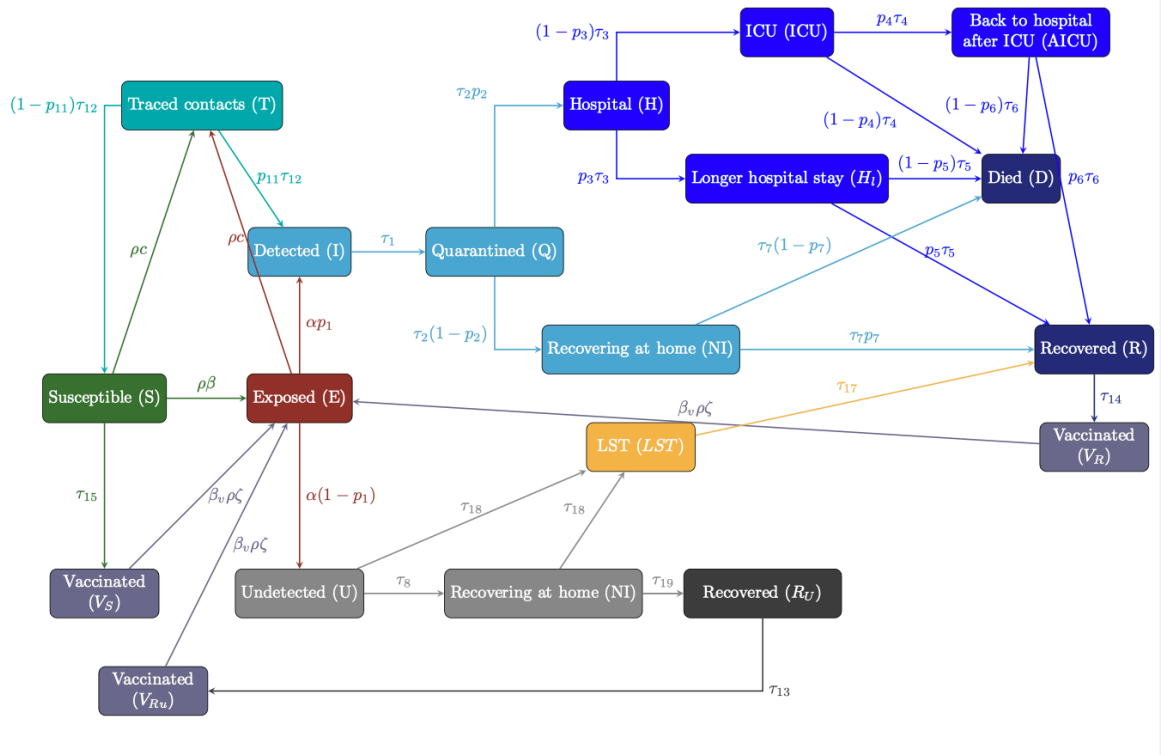 ICU (ICU)
p₄τ₄
Back to hospital
after ICU (AICU)
(1 − p₃)τ₃
(1 − p₁₁)τ₁₂
Traced contacts (T)
τ₂p₂
Hospital (H)
(1 − p₄)τ₄
(1 − p₆)τ₆
p₁₁τ₁₂
p₃τ₃
Longer hospital stay (Hₗ)
(1 − p₅)τ₅
Died (D)
p₆τ₆
ρc
ρc
Detected (I)
τ₁
Quarantined (Q)
τ₇(1 − p₇)
p₅τ₅
αp₁
τ₂(1 − p₂)
Recovering at home (NI)
τ₇p₇
Recovered (R)
Susceptible (S)
ρβ
Exposed (E)
τ₁₇
τ₁₄
βᵥρζ
LST (LST)
Vaccinated
(V_R)
τ₁₅
βᵥρζ
α(1 − p₁)
τ₁₈
τ₁₈
βᵥρζ
Vaccinated
(V_S)
Undetected (U)
τ₈
Recovering at home (NI)
τ₁₉
Recovered (R_U)
Vaccinated
(V_Ru)
τ₁₃